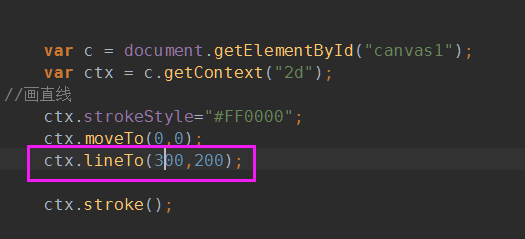 var c = document.getElementById("canvas1");
var ctx = c.getContext("2d");
//画直线
ctx.strokeStyle="#FF0000";
ctx.moveTo(0,0);
ctx.lineTo(300,200);
ctx.stroke();